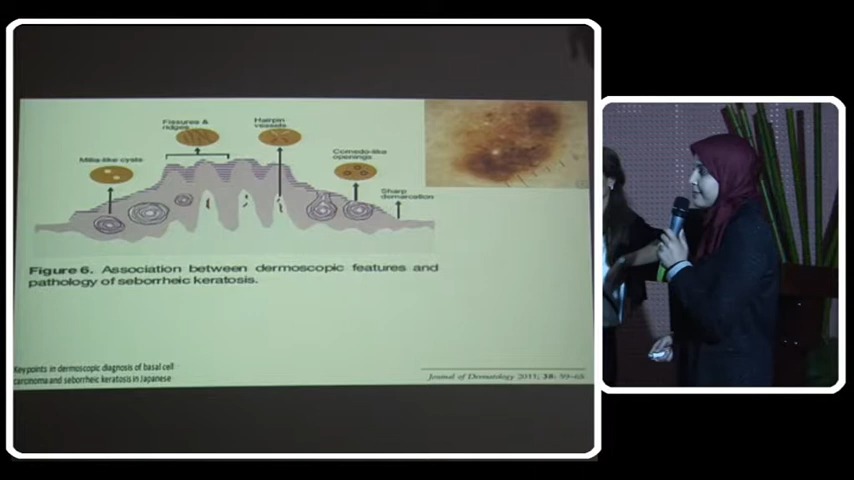 Fissures &
ridges
Hairpin
vessels
Milia-like cysts
Comedo-like
openings
Sharp
demarcation
Figure 6. Association between dermoscopic features and
pathology of seborrheic keratosis.
Key points in dermoscopic diagnosis of basal cell
carcinoma and seborrheic keratosis in Japanese
Journal of Dermatology 2011; 38: 59–65